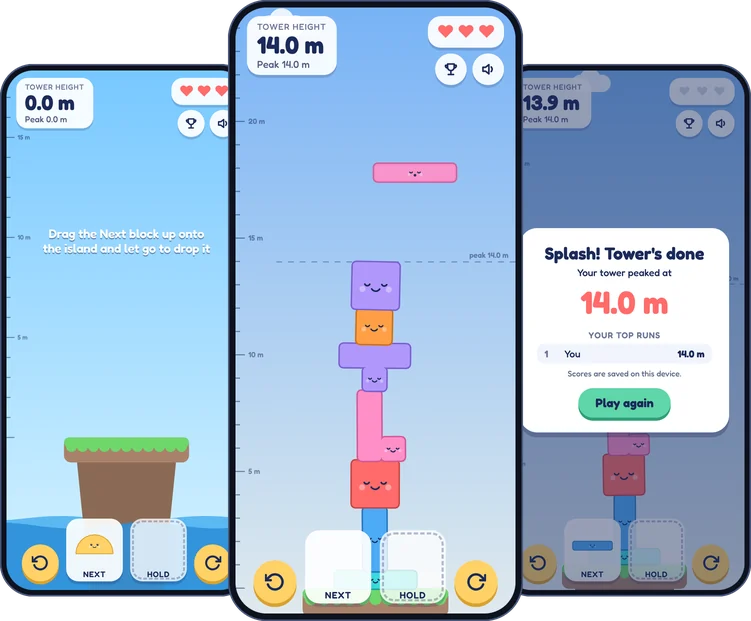 TOWER HEIGHT
0.0 m
Peak 0.0 m
15 m
10 m
Drag the Next block up onto
the island and let go to drop it
5 m
NEXT
HOLD
TOWER HEIGHT
14.0 m
Peak 14.0 m
20 m
15 m
peak 14.0 m
10 m
5 m
NEXT
HOLD
TOWER HEIGHT
13.9 m
Peak 14.0 m
Splash! Tower's done
Your tower peaked at
14.0 m
YOUR TOP RUNS
1 You 14.0 m
Scores are saved on this device.
Play again
NEXT
HOLD